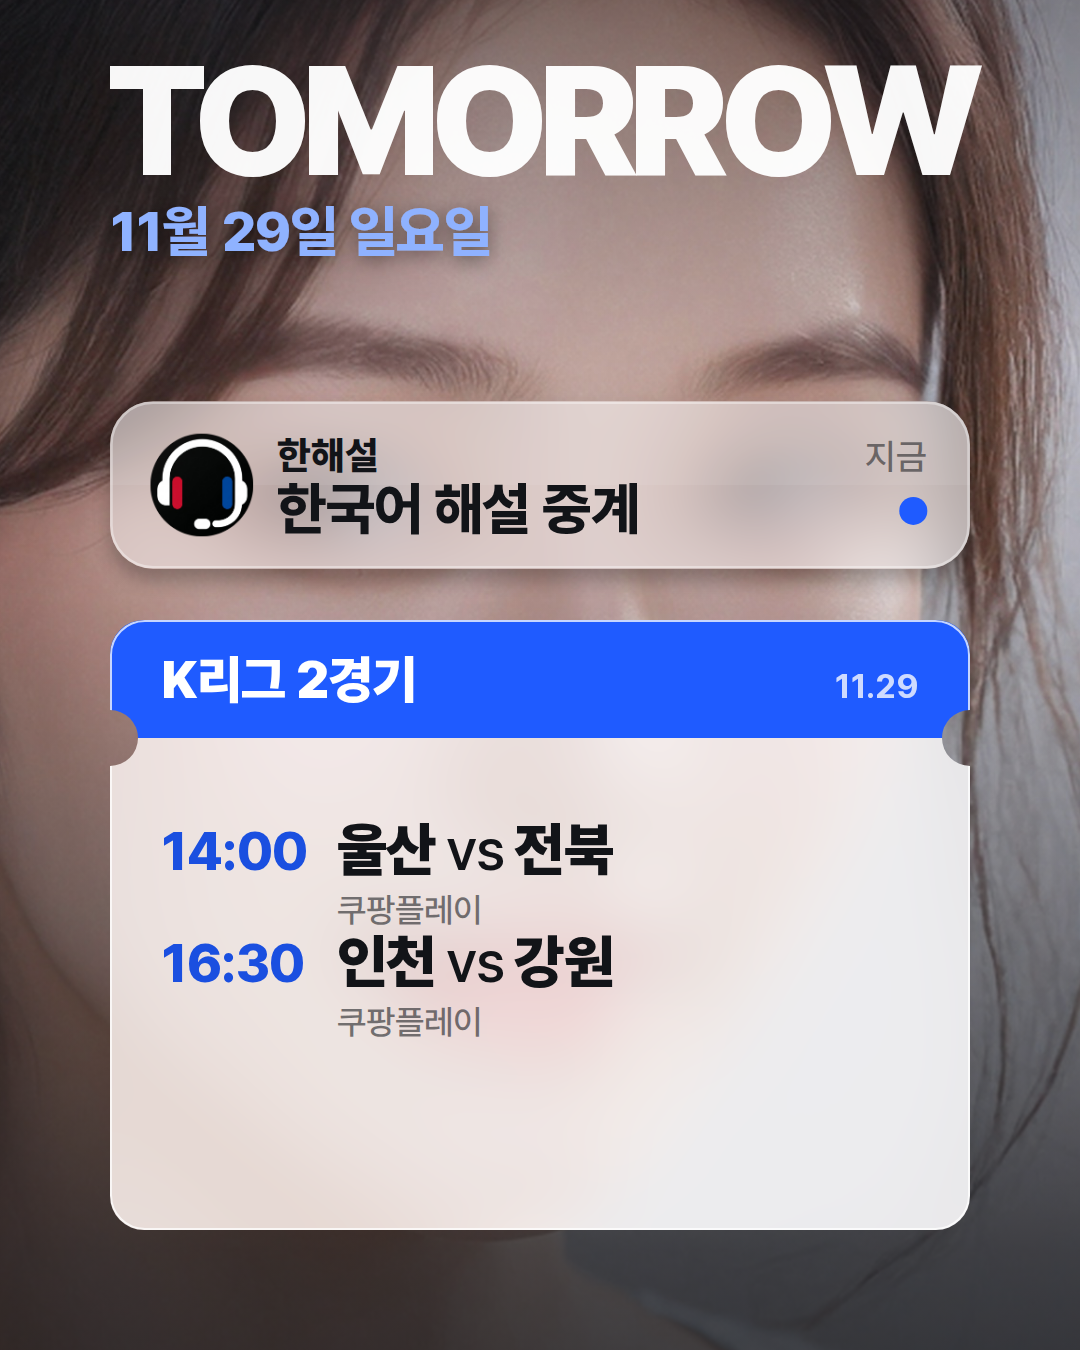 TOMORROW
11월 29일 일요일
한해설
지금
한국어 해설 중계
K리그 2경기
11.29
14:00 울산 vs 전북
쿠팡플레이
16:30 인천 vs 강원
쿠팡플레이